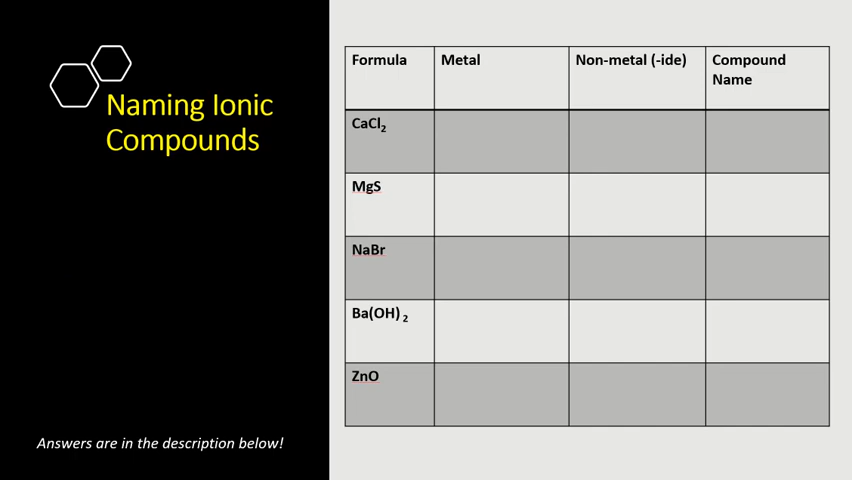 Naming Ionic
Compounds
Answers are in the description below!
Formula Metal Non-metal (-ide) Compound
Name
CaCl₂
MgS
NaBr
Ba(OH) ₂
ZnO